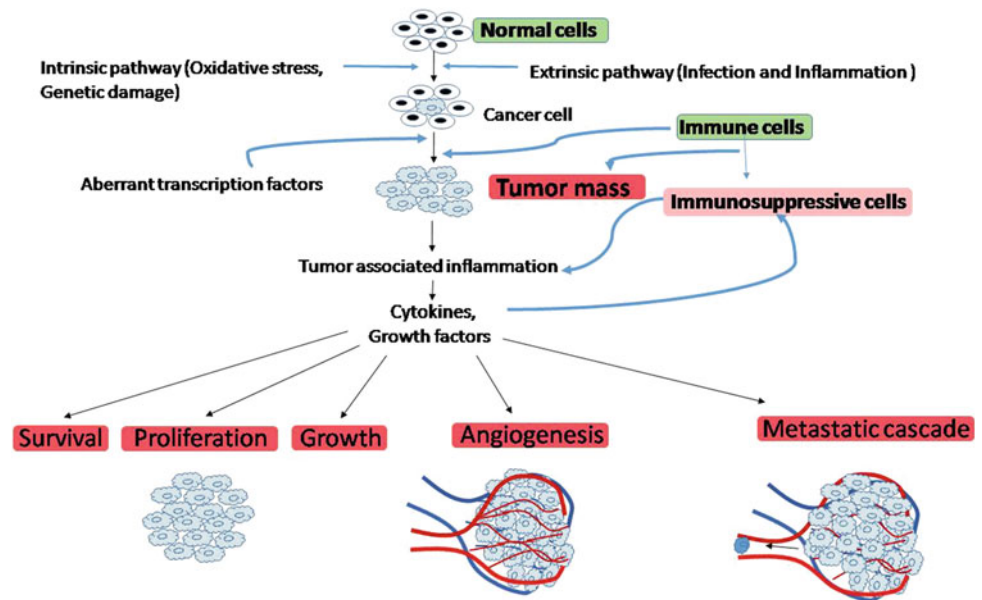 Normal cells
Intrinsic pathway (Oxidative stress,
Genetic damage)
Extrinsic pathway (Infection and Inflammation )
Cancer cell
Immune cells
Aberrant transcription factors
Tumor mass
Immunosuppressive cells
Tumor associated inflammation
Cytokines,
Growth factors
Survival
Proliferation
Growth
Angiogenesis
Metastatic cascade